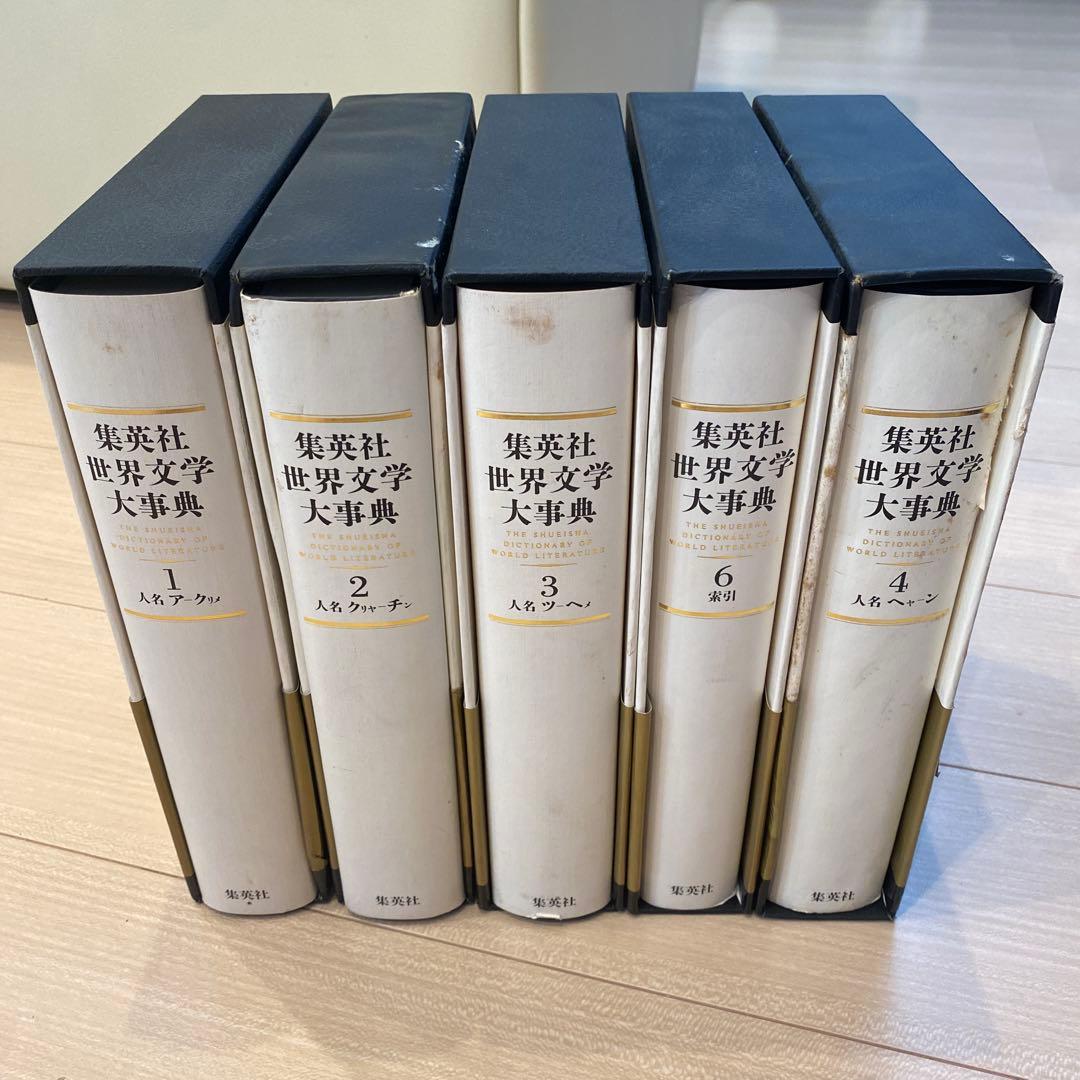 集英社
世界文学
大事典
THE SHUEISHA
DICTIONARY OF
WORLD LITERATURE
1
人名 アークリメ
集英社
集英社
世界文学
大事典
THE SHUEISHA
DICTIONARY OF
WORLD LITERATURE
2
人名 クリャーチン
集英社
集英社
世界文学
大事典
THE SHUEISHA
DICTIONARY OF
WORLD LITERATURE
3
人名 ツーヘメ
集英社
集英社
世界文学
大事典
THE SHUEISHA
DICTIONARY OF
WORLD LITERATURE
6
索引
集英社
集英社
世界文学
大事典
THE SHUEISHA
DICTIONARY OF
WORLD LITERATURE
4
人名 ヘャーン
集英社